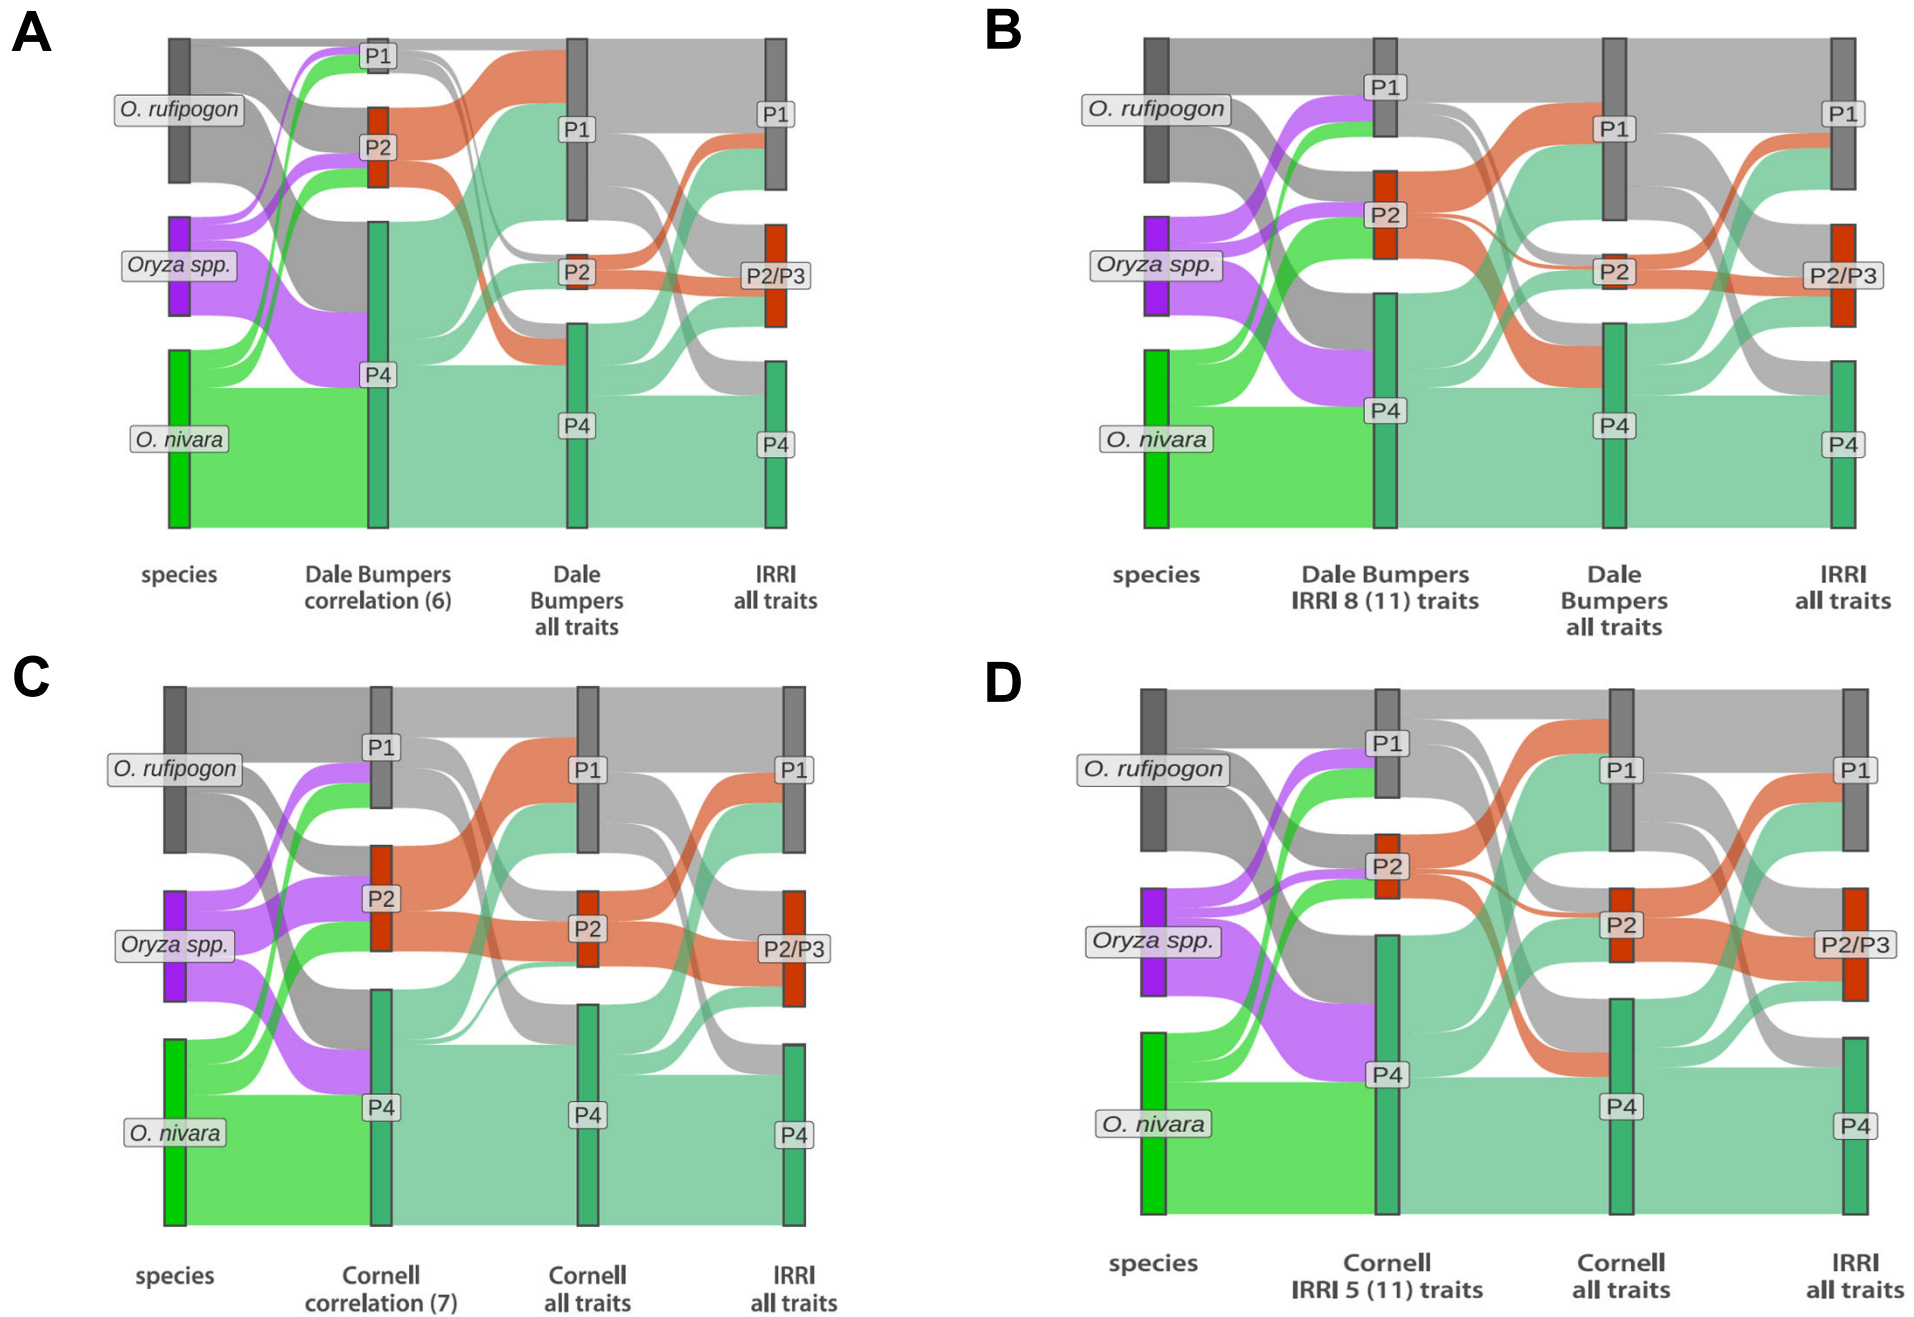 A
O. rufipogon
Oryza spp.
O. nivara
P1
P2
P4
P1
P2
P4
P1
P2/P3
P4
species
Dale Bumpers
correlation (6)
Dale
Bumpers
all traits
IRRI
all traits
B
O. rufipogon
Oryza spp.
O. nivara
P1
P2
P4
P1
P2
P4
P1
P2/P3
P4
species
Dale Bumpers
IRRI 8 (11) traits
Dale
Bumpers
all traits
IRRI
all traits
C
O. rufipogon
Oryza spp.
O. nivara
P1
P2
P4
P1
P2
P4
P1
P2/P3
P4
species
Cornell
correlation (7)
Cornell
all traits
IRRI
all traits
D
O. rufipogon
Oryza spp.
O. nivara
P1
P2
P4
P1
P2
P4
P1
P2/P3
P4
species
Cornell
IRRI 5 (11) traits
Cornell
all traits
IRRI
all traits